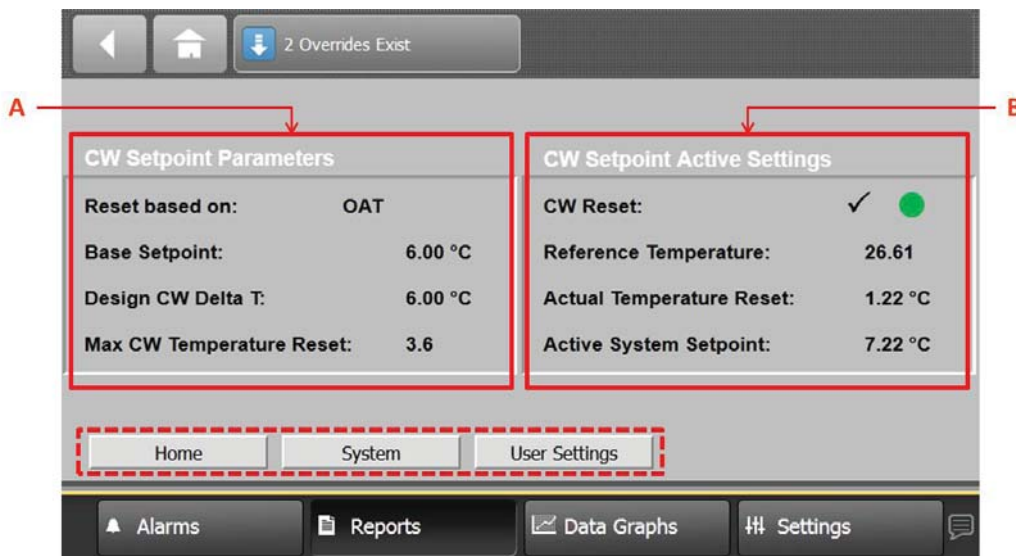 2 Overrides Exist
A
B
CW Setpoint Parameters
Reset based on: OAT
Base Setpoint: 6.00 °C
Design CW Delta T: 6.00 °C
Max CW Temperature Reset: 3.6
CW Setpoint Active Settings
CW Reset: ✓
Reference Temperature: 26.61
Actual Temperature Reset: 1.22 °C
Active System Setpoint: 7.22 °C
Home
System
User Settings
Alarms
Reports
Data Graphs
Settings